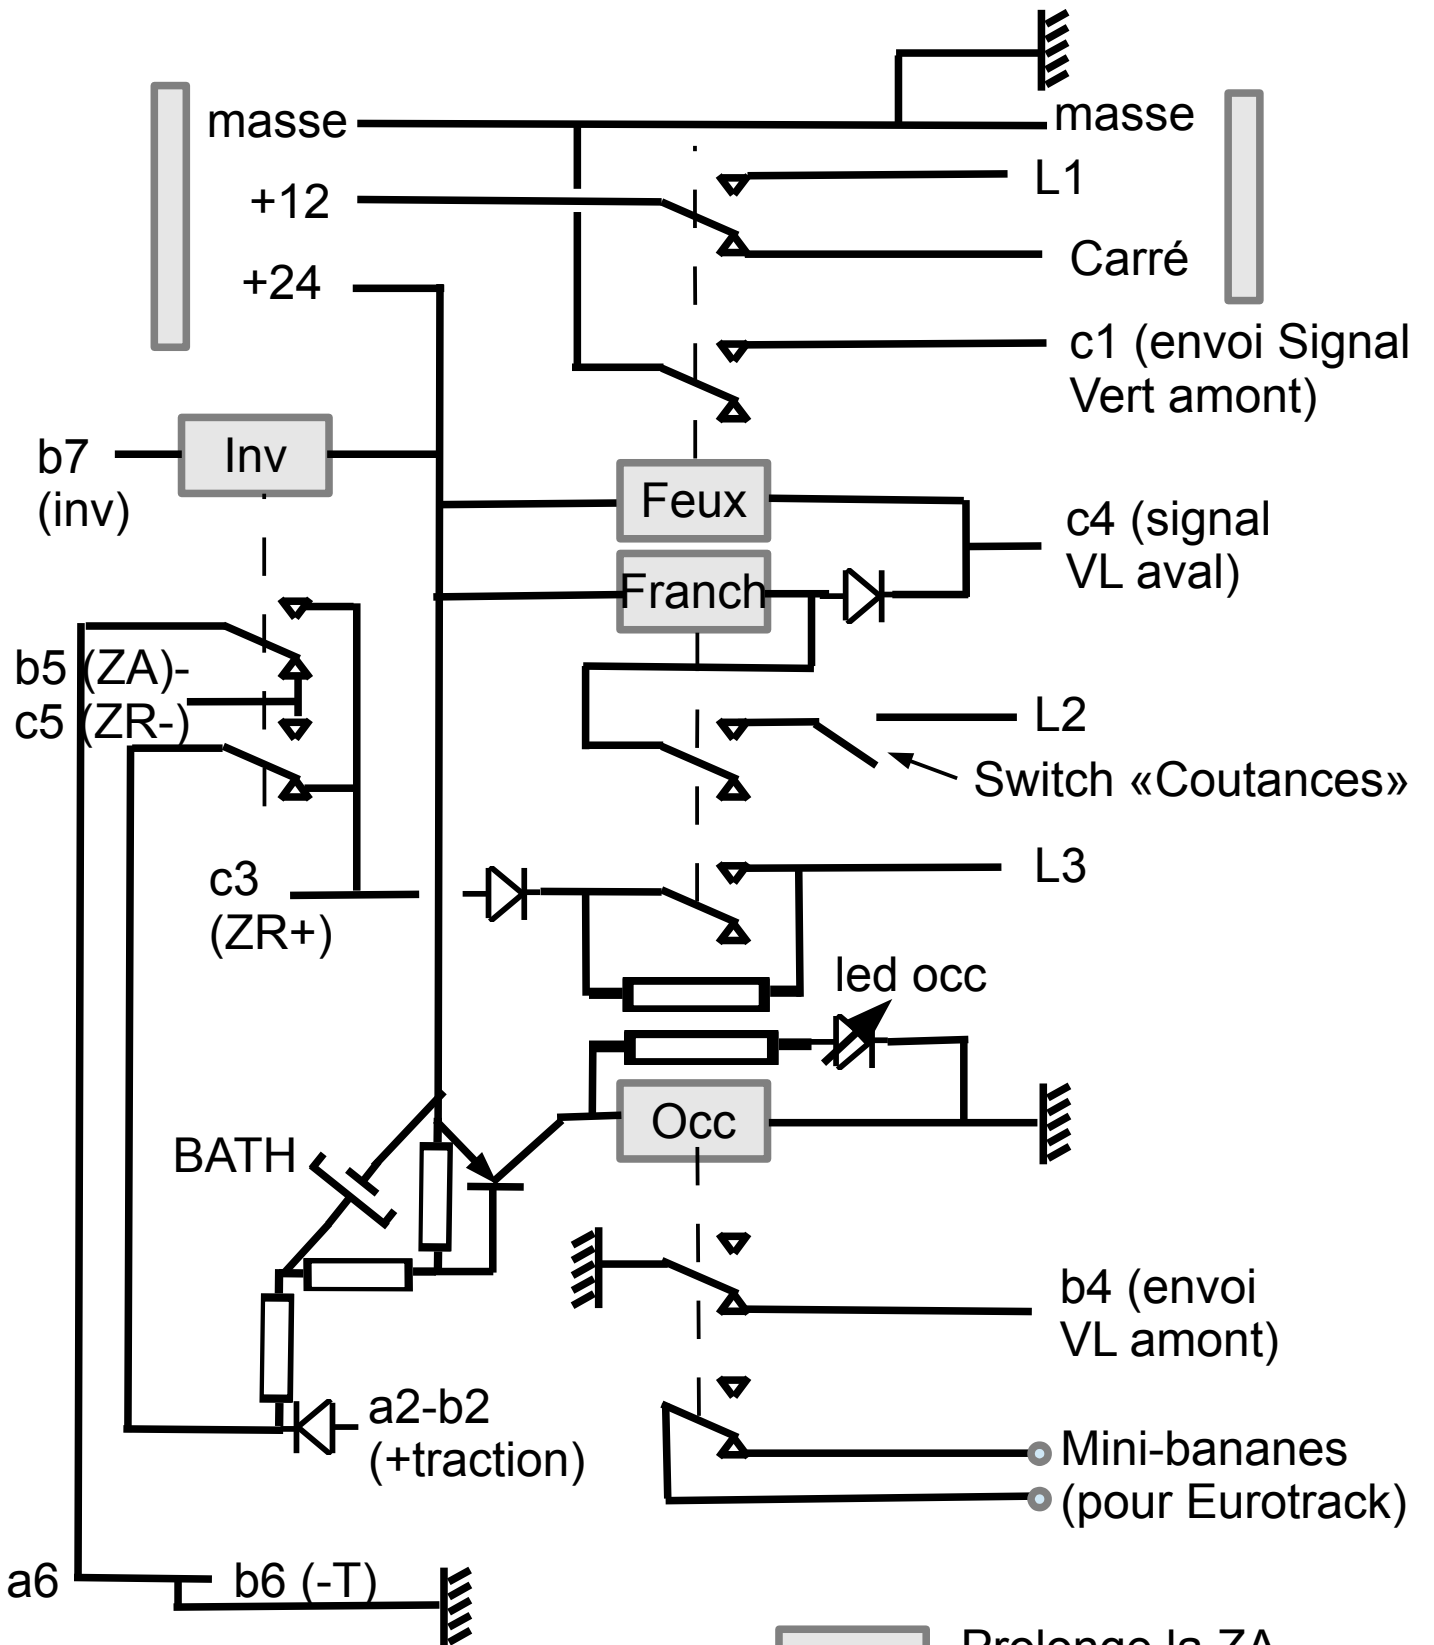 masse
masse
+12
L1
+24
Carré
c1 (envoi Signal
Vert amont)
b7
(inv)
Inv
Feux
Franch
c4 (signal
VL aval)
b5 (ZA)-
c5 (ZR-)
L2
Switch «Coutances»
c3
(ZR+)
L3
led occ
Occ
BATH
b4 (envoi
VL amont)
a2-b2
(+traction)
Mini-bananes
(pour Eurotrack)
a6
b6 (-T)
Prolonge la ZA